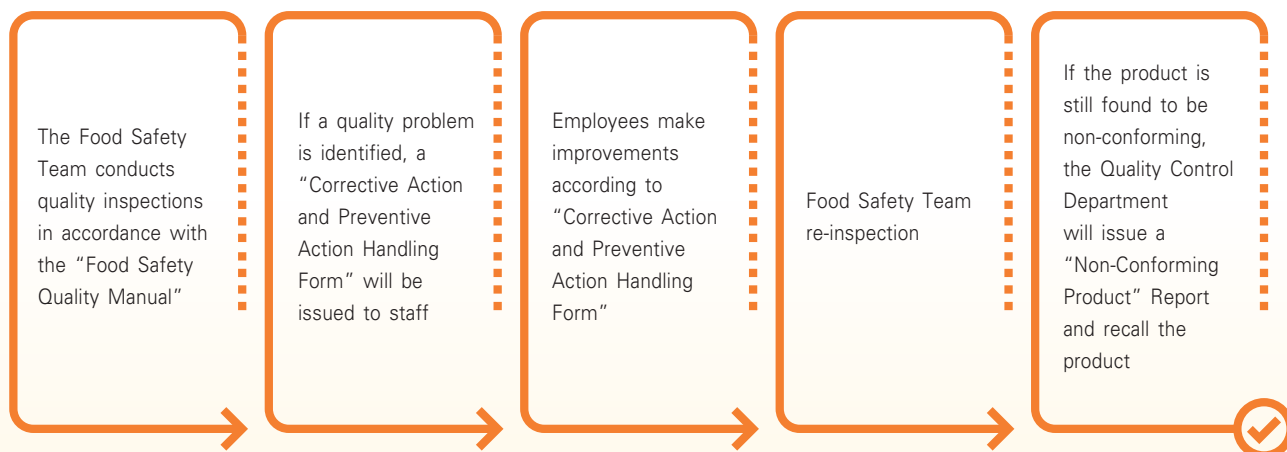 The Food Safety
Team conducts
quality inspections
in accordance with
the “Food Safety
Quality Manual”
If a quality problem
is identified, a
“Corrective Action
and Preventive
Action Handling
Form” will be
issued to staff
Employees make
improvements
according to
“Corrective Action
and Preventive
Action Handling
Form”
Food Safety Team
re-inspection
If the product is
still found to be
non-conforming,
the Quality Control
Department
will issue a
“Non-Conforming
Product” Report
and recall the
product